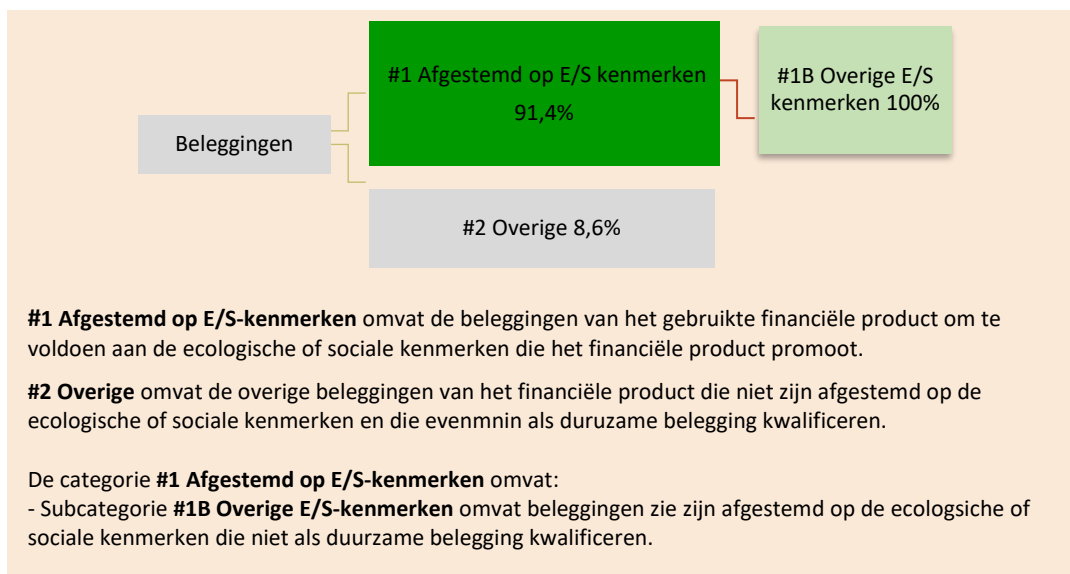 #1 Afgestemd op E/S kenmerken
91,4%
#1B Overige E/S
kenmerken 100%
Beleggingen
#2 Overige 8,6%
#1 Afgestemd op E/S-kenmerken omvat de beleggingen van het gebruikte financiële product om te
voldoen aan de ecologische of sociale kenmerken die het financiële product promoot.
#2 Overige omvat de overige beleggingen van het financiële product die niet zijn afgestemd op de
ecologische of sociale kenmerken en die evenmnin als duruzame belegging kwalificeren.
De categorie #1 Afgestemd op E/S-kenmerken omvat:
- Subcategorie #1B Overige E/S-kenmerken omvat beleggingen zie zijn afgestemd op de ecologsiche of
sociale kenmerken die niet als duurzame belegging kwalificeren.